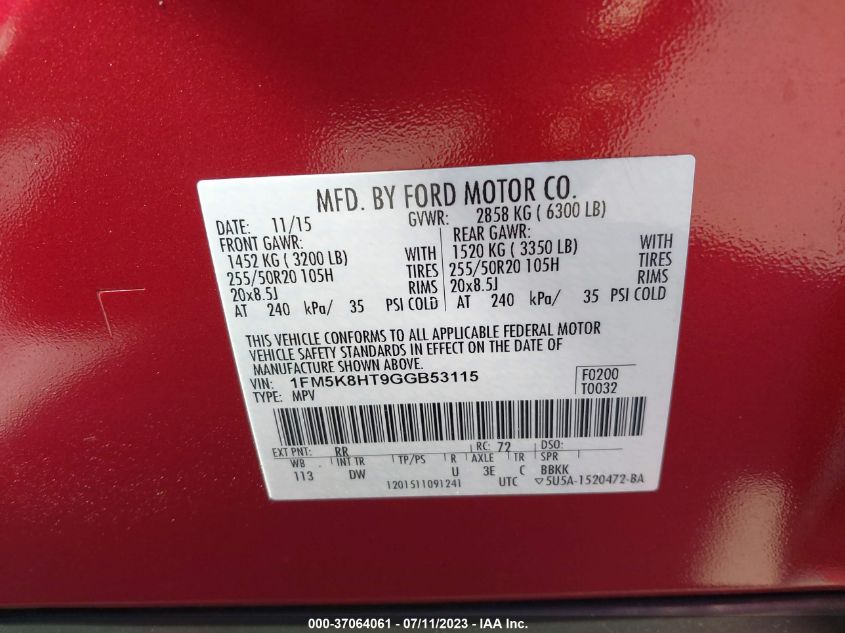 MFD. BY FORD MOTOR CO.
DATE: 11/15 GVWR: 2858 KG ( 6300 LB)
FRONT GAWR: REAR GAWR:
1452 KG ( 3200 LB) WITH 1520 KG ( 3350 LB) WITH
255/50R20 105H TIRES 255/50R20 105H TIRES
20x8.5J RIMS 20x8.5J RIMS
AT 240 kPa/ 35 PSI COLD AT 240 kPa/ 35 PSI COLD
THIS VEHICLE CONFORMS TO ALL APPLICABLE FEDERAL MOTOR
VEHICLE SAFETY STANDARDS IN EFFECT ON THE DATE OF
MANUFACTURE SHOWN ABOVE.
VIN: 1FM5K8HT9GGB53115 F0200
TYPE: MPV T0032
EXT PNT: RR RC: 72 DSO:
WB INT TR TP/PS R AXLE TR SPR
113 DW U 3E C BBKK
1201511091241 UTC ▽5U5A-1520472-BA
000-37064061 - 07/11/2023 - IAA Inc.